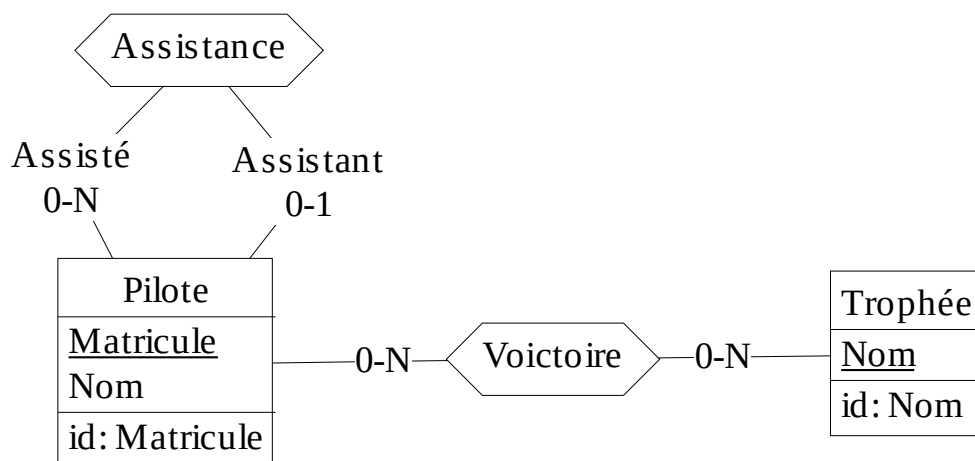 Assistance
Assisté
0-N
Assistant
0-1
Pilote
Matricule
Nom
id: Matricule
0-N
Voictoire
0-N
Trophée
Nom
id: Nom